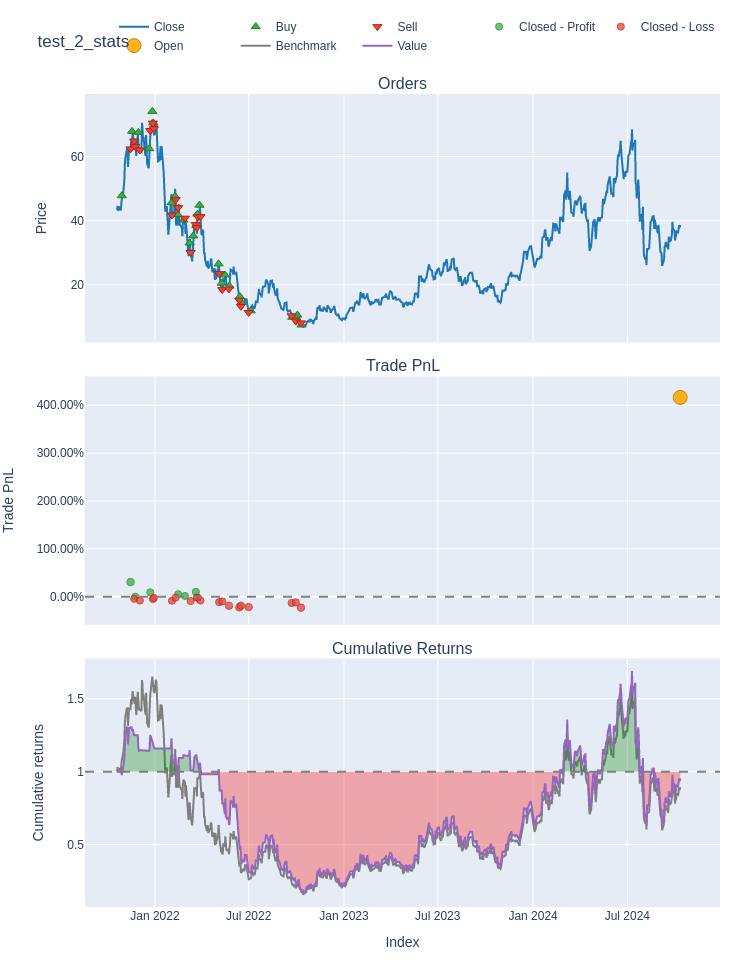 test_2_stats
Close Buy Sell Closed - Profit Closed - Loss
Open Benchmark Value
Orders
Price
60
40
20
Trade PnL
Trade PnL
400.00%
300.00%
200.00%
100.00%
0.00%
Cumulative Returns
Cumulative returns
1.5
1
0.5
Jan 2022 Jul 2022 Jan 2023 Jul 2023 Jan 2024 Jul 2024
Index